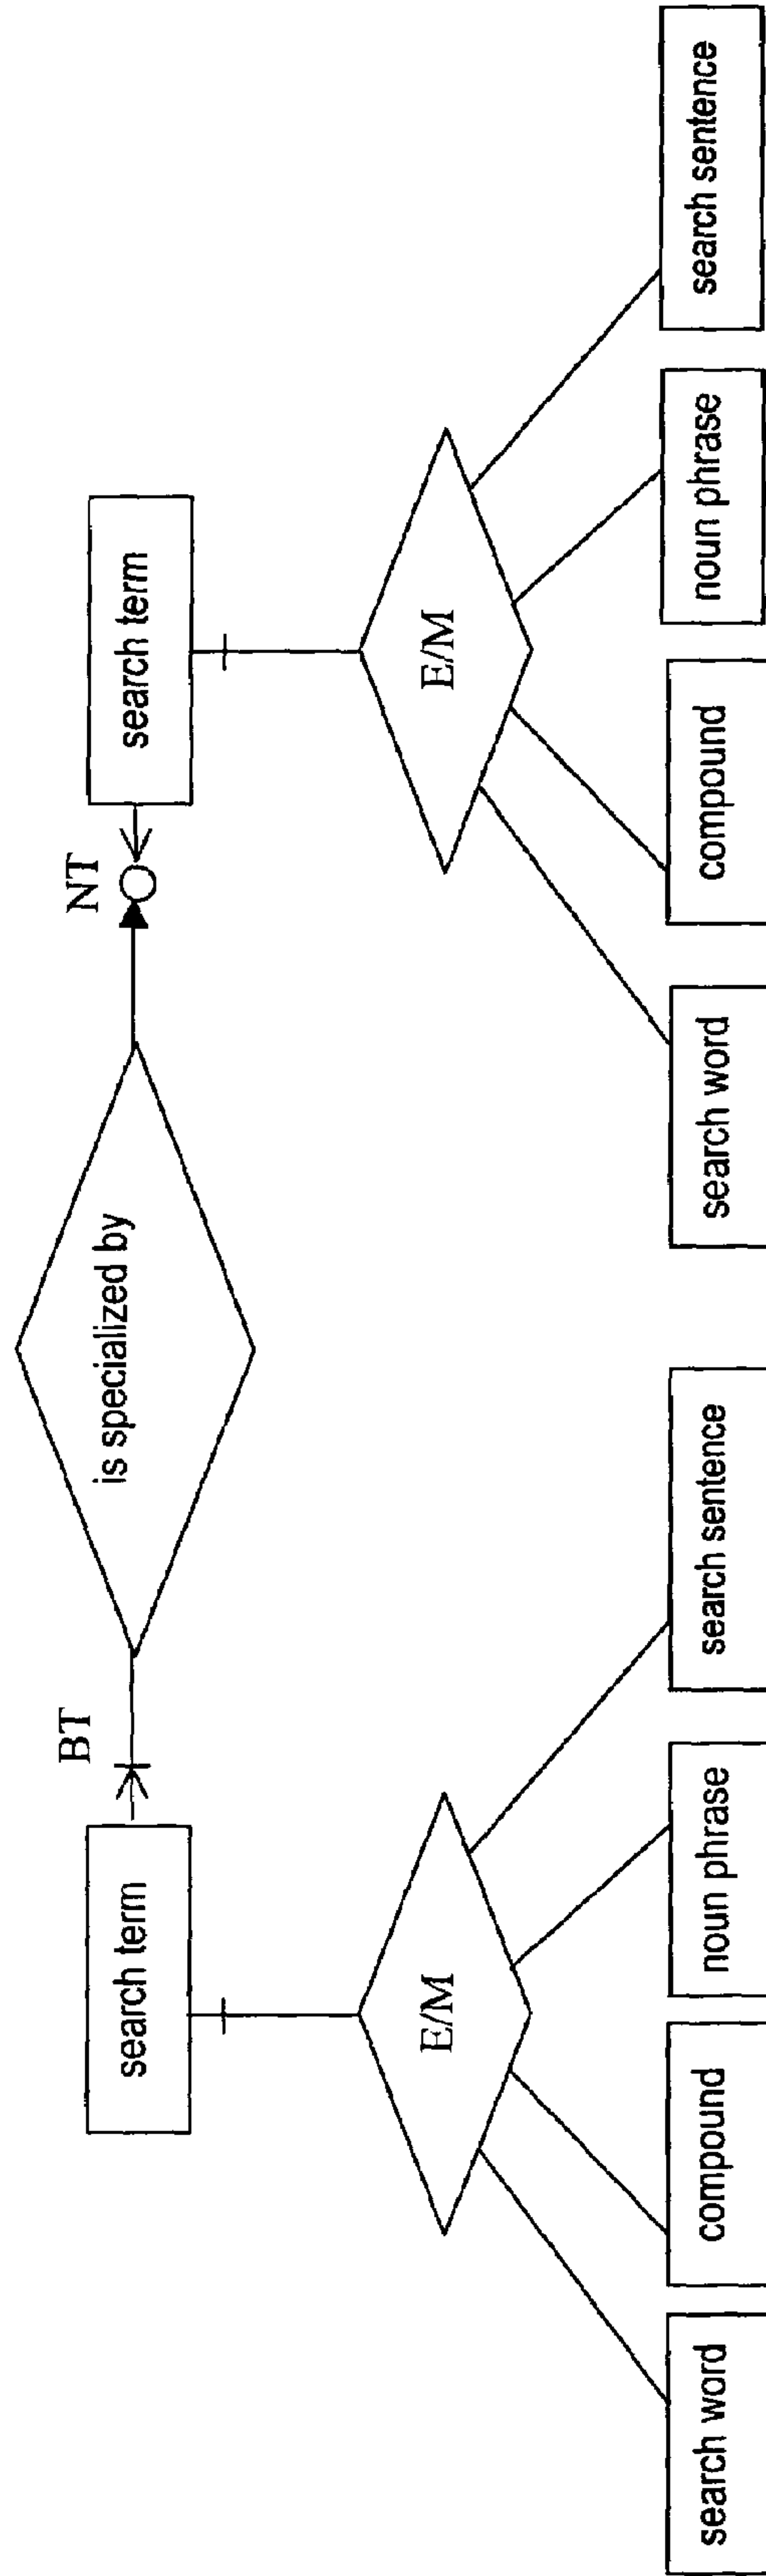 BT
NT
search term
is specialized by
search term
E/M
E/M
search word
compound
noun phrase
search sentence
search word
compound
noun phrase
search sentence